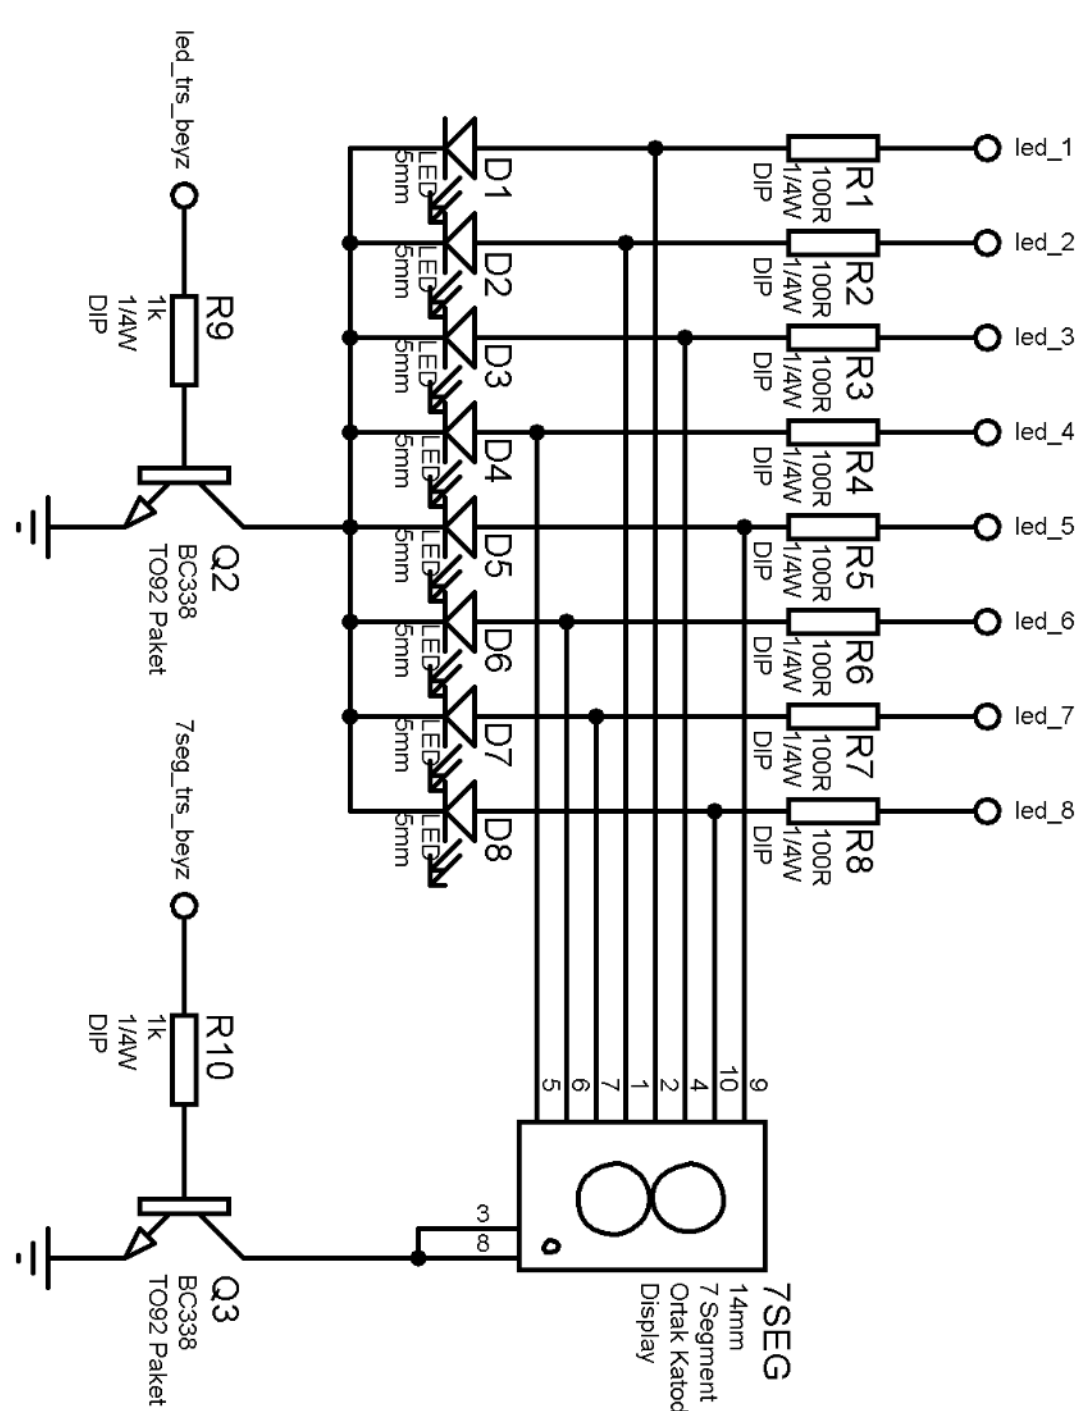 led_trs_beyz
R9
1k
1/4W
DIP
Q2
BC338
TO92 Paket
D1
LED
5mm
D2
LED
5mm
D3
LED
5mm
D4
LED
5mm
D5
LED
5mm
D6
LED
5mm
D7
LED
5mm
D8
LED
5mm
R1
100R
1/4W
DIP
led_1
R2
100R
1/4W
DIP
led_2
R3
100R
1/4W
DIP
led_3
R4
100R
1/4W
DIP
led_4
R5
100R
1/4W
DIP
led_5
R6
100R
1/4W
DIP
led_6
R7
100R
1/4W
DIP
led_7
R8
100R
1/4W
DIP
led_8
7seg_trs_beyz
R10
1k
1/4W
DIP
Q3
BC338
TO92 Paket
5
6
7
1
2
4
10
9
3
8
7SEG
14mm
7 Segment
Ortak Katod
Display